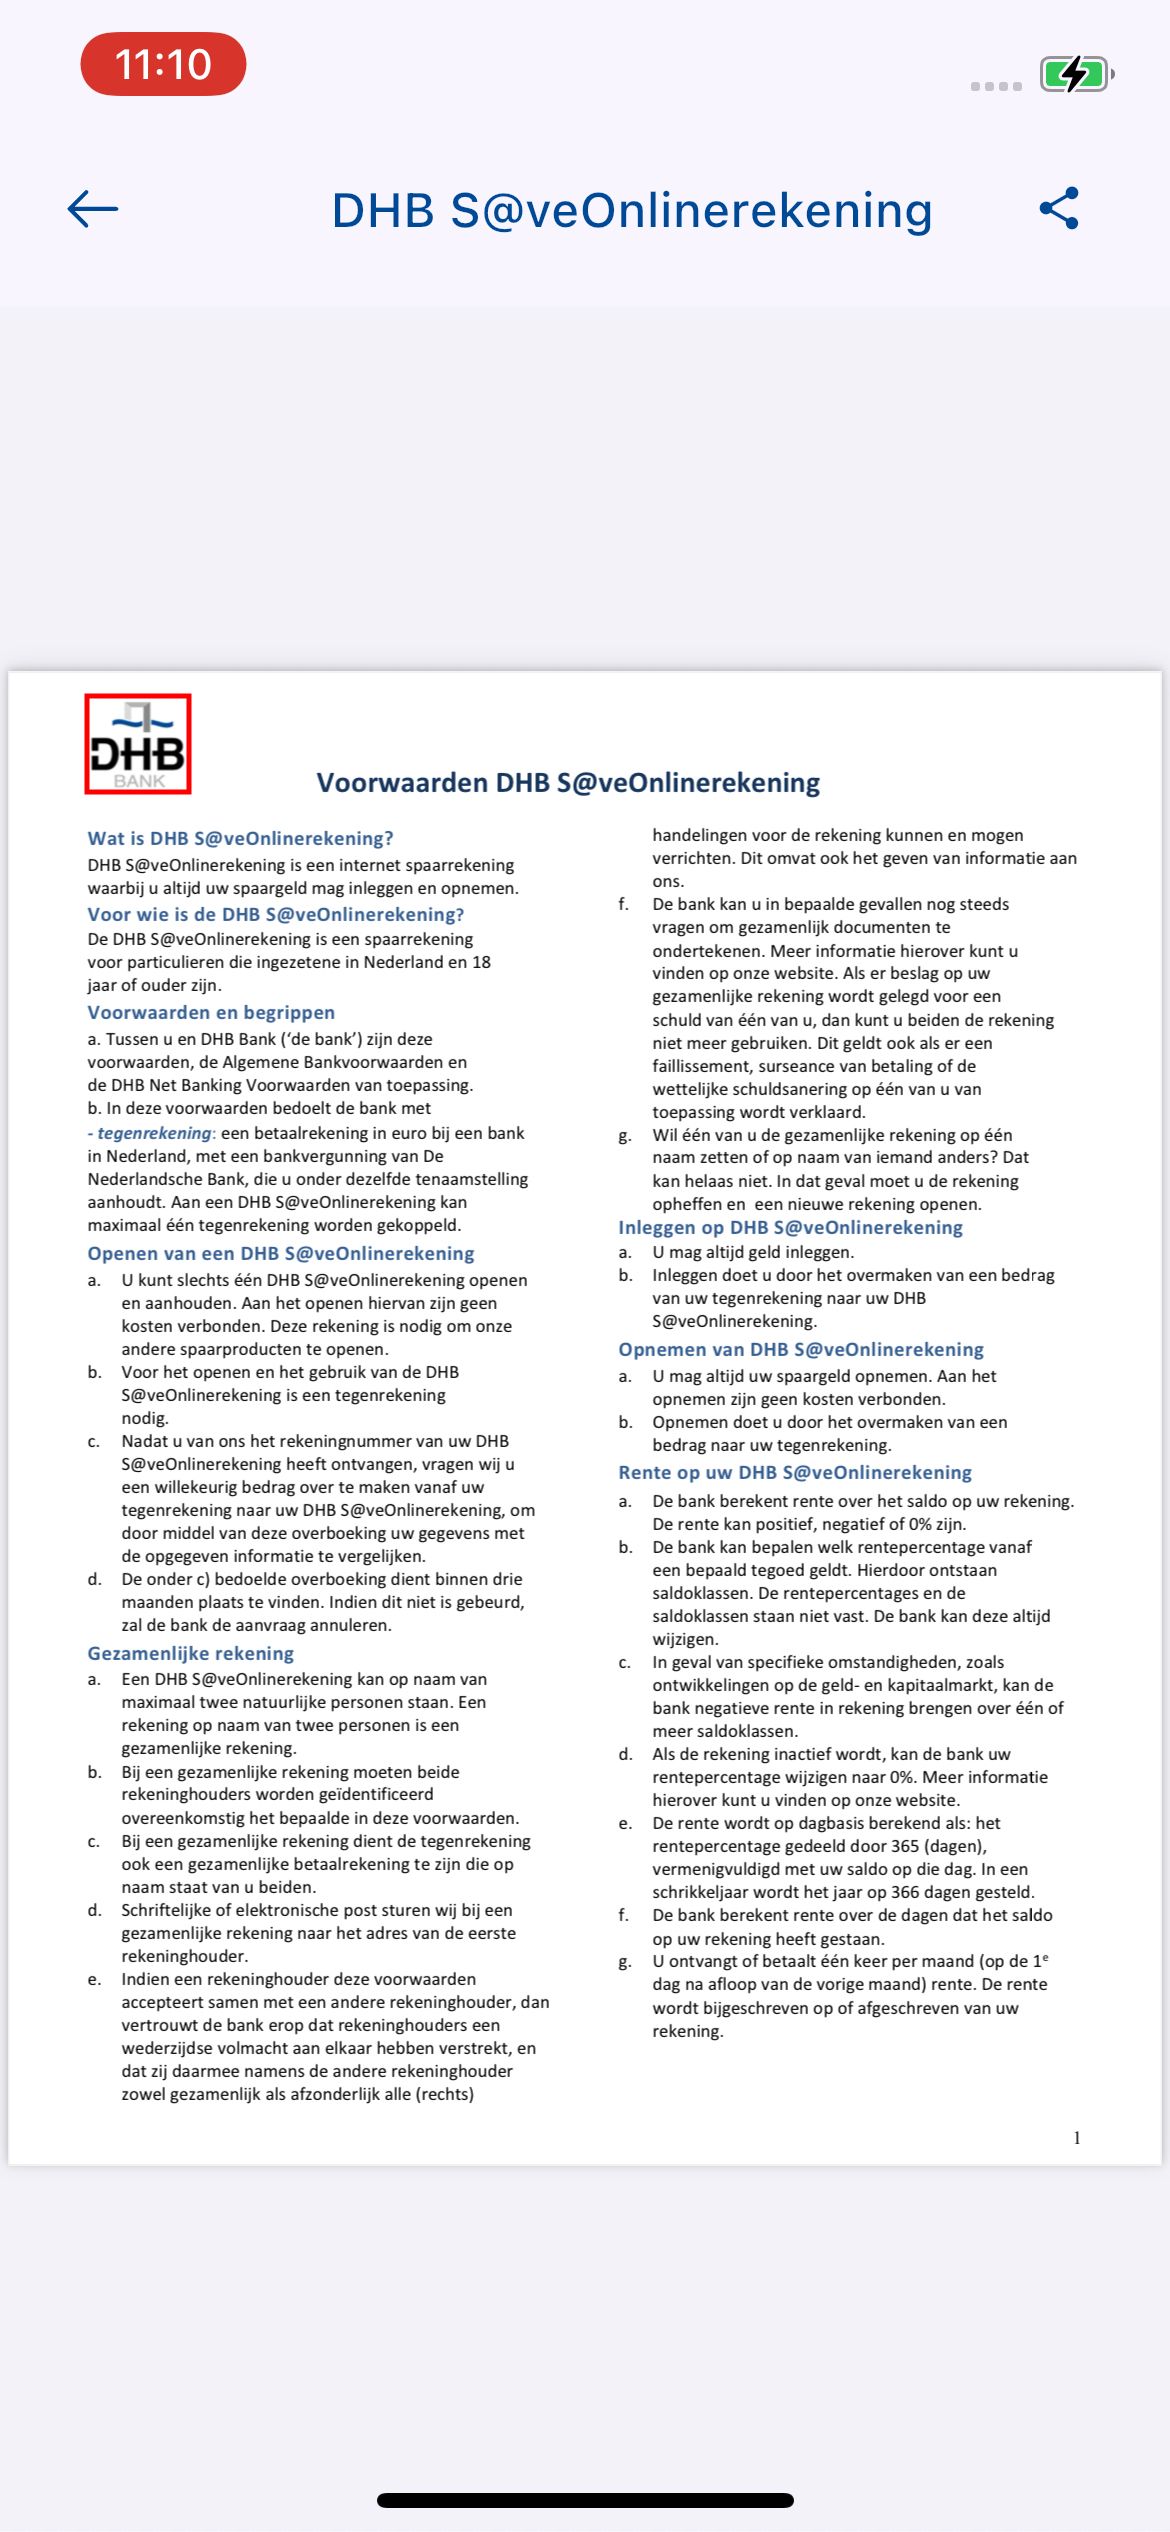 11:10
DHB S@veOnlinerekening
DHB
BANK
Voorwaarden DHB S@veOnlinerekening
Wat is DHB S@veOnlinerekening?
DHB S@veOnlinerekening is een internet spaarrekening
waarbij u altijd uw spaargeld mag inleggen en opnemen.
Voor wie is de DHB S@veOnlinerekening?
De DHB S@veOnlinerekening is een spaarrekening
voor particulieren die ingezetene in Nederland en 18
jaar of ouder zijn.
Voorwaarden en begrippen
a. Tussen u en DHB Bank (‘de bank’) zijn deze
voorwaarden, de Algemene Bankvoorwaarden en
de DHB Net Banking Voorwaarden van toepassing.
b. In deze voorwaarden bedoelt de bank met
- tegenrekening: een betaalrekening in euro bij een bank
in Nederland, met een bankvergunning van De
Nederlandsche Bank, die u onder dezelfde tenaamstelling
aanhoudt. Aan een DHB S@veOnlinerekening kan
maximaal één tegenrekening worden gekoppeld.
Openen van een DHB S@veOnlinerekening
a. U kunt slechts één DHB S@veOnlinerekening openen
en aanhouden. Aan het openen hiervan zijn geen
kosten verbonden. Deze rekening is nodig om onze
andere spaarproducten te openen.
b. Voor het openen en het gebruik van de DHB
S@veOnlinerekening is een tegenrekening
nodig.
c. Nadat u van ons het rekeningnummer van uw DHB
S@veOnlinerekening heeft ontvangen, vragen wij u
een willekeurig bedrag over te maken vanaf uw
tegenrekening naar uw DHB S@veOnlinerekening, om
door middel van deze overboeking uw gegevens met
de opgegeven informatie te vergelijken.
d. De onder c) bedoelde overboeking dient binnen drie
maanden plaats te vinden. Indien dit niet is gebeurd,
zal de bank de aanvraag annuleren.
Gezamenlijke rekening
a. Een DHB S@veOnlinerekening kan op naam van
maximaal twee natuurlijke personen staan. Een
rekening op naam van twee personen is een
gezamenlijke rekening.
b. Bij een gezamenlijke rekening moeten beide
rekeninghouders worden geïdentificeerd
overeenkomstig het bepaalde in deze voorwaarden.
c. Bij een gezamenlijke rekening dient de tegenrekening
ook een gezamenlijke betaalrekening te zijn die op
naam staat van u beiden.
d. Schriftelijke of elektronische post sturen wij bij een
gezamenlijke rekening naar het adres van de eerste
rekeninghouder.
e. Indien een rekeninghouder deze voorwaarden
accepteert samen met een andere rekeninghouder, dan
vertrouwt de bank erop dat rekeninghouders een
wederzijdse volmacht aan elkaar hebben verstrekt, en
dat zij daarmee namens de andere rekeninghouder
zowel gezamenlijk als afzonderlijk alle (rechts)
handelingen voor de rekening kunnen en mogen
verrichten. Dit omvat ook het geven van informatie aan
ons.
f. De bank kan u in bepaalde gevallen nog steeds
vragen om gezamenlijk documenten te
ondertekenen. Meer informatie hierover kunt u
vinden op onze website. Als er beslag op uw
gezamenlijke rekening wordt gelegd voor een
schuld van één van u, dan kunt u beiden de rekening
niet meer gebruiken. Dit geldt ook als er een
faillissement, surseance van betaling of de
wettelijke schuldsanering op één van u van
toepassing wordt verklaard.
g. Wil één van u de gezamenlijke rekening op één
naam zetten of op naam van iemand anders? Dat
kan helaas niet. In dat geval moet u de rekening
opheffen en een nieuwe rekening openen.
Inleggen op DHB S@veOnlinerekening
a. U mag altijd geld inleggen.
b. Inleggen doet u door het overmaken van een bedrag
van uw tegenrekening naar uw DHB
S@veOnlinerekening.
Opnemen van DHB S@veOnlinerekening
a. U mag altijd uw spaargeld opnemen. Aan het
opnemen zijn geen kosten verbonden.
b. Opnemen doet u door het overmaken van een
bedrag naar uw tegenrekening.
Rente op uw DHB S@veOnlinerekening
a. De bank berekent rente over het saldo op uw rekening.
De rente kan positief, negatief of 0% zijn.
b. De bank kan bepalen welk rentepercentage vanaf
een bepaald tegoed geldt. Hierdoor ontstaan
saldoklassen. De rentepercentages en de
saldoklassen staan niet vast. De bank kan deze altijd
wijzigen.
c. In geval van specifieke omstandigheden, zoals
ontwikkelingen op de geld- en kapitaalmarkt, kan de
bank negatieve rente in rekening brengen over één of
meer saldoklassen.
d. Als de rekening inactief wordt, kan de bank uw
rentepercentage wijzigen naar 0%. Meer informatie
hierover kunt u vinden op onze website.
e. De rente wordt op dagbasis berekend als: het
rentepercentage gedeeld door 365 (dagen),
vermenigvuldigd met uw saldo op die dag. In een
schrikkeljaar wordt het jaar op 366 dagen gesteld.
f. De bank berekent rente over de dagen dat het saldo
op uw rekening heeft gestaan.
g. U ontvangt of betaalt één keer per maand (op de 1e
dag na afloop van de vorige maand) rente. De rente
wordt bijgeschreven op of afgeschreven van uw
rekening.
1